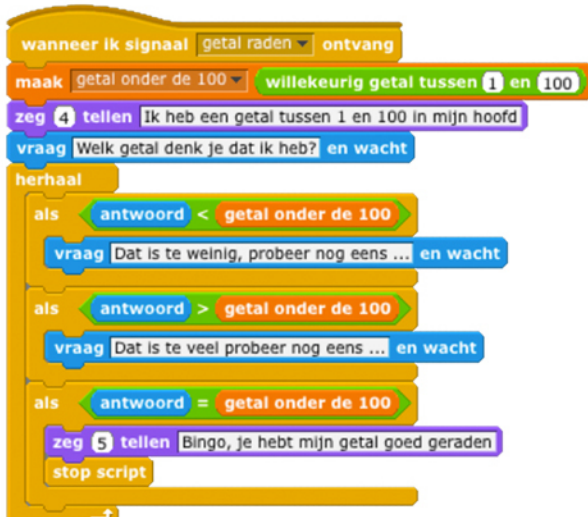 wanneer ik signaal getal raden ontvang
maak getal onder de 100 willekeurig getal tussen 1 en 100
zeg 4 tellen Ik heb een getal tussen 1 en 100 in mijn hoofd
vraag Welk getal denk je dat ik heb? en wacht
herhaal
als antwoord < getal onder de 100
vraag Dat is te weinig, probeer nog eens ... en wacht
als antwoord > getal onder de 100
vraag Dat is te veel probeer nog eens ... en wacht
als antwoord = getal onder de 100
zeg 5 tellen Bingo, je hebt mijn getal goed geraden
stop script